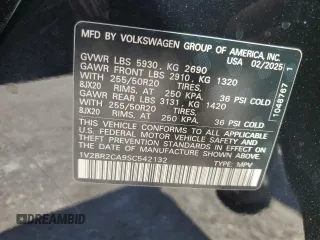 MFD BY VOLKSWAGEN GROUP OF AMERICA, INC.
USA 02/2025
GVWR LBS 5930, KG 2690
GAWR FRONT LBS 2910, KG 1320
WITH 255/50R20 TIRES,
8JX20 RIMS, AT 250 KPA. 36 PSI COLD
GAWR REAR LBS 3131, KG 1420
WITH 255/50R20 TIRES,
8JX20 RIMS, AT 250 KPA. 36 PSI COLD
THIS VEHICLE CONFORMS TO ALL APPLICABLE
FEDERAL MOTOR VEHICLE SAFETY AND
THEFT PREVENTION STANDARDS IN EFFECT
ON THE DATE OF MANUFACTURE SHOWN ABOVE.
1V2BR2CA9SC542132 TYPE: MPV